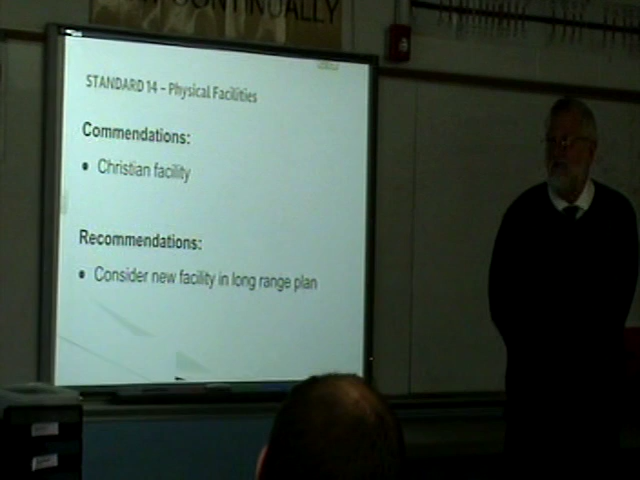 CONTINUALLY
STANDARD 14 - Physical Facilities
Commendations:
• Christian facility
Recommendations:
• Consider new facility in long range plan